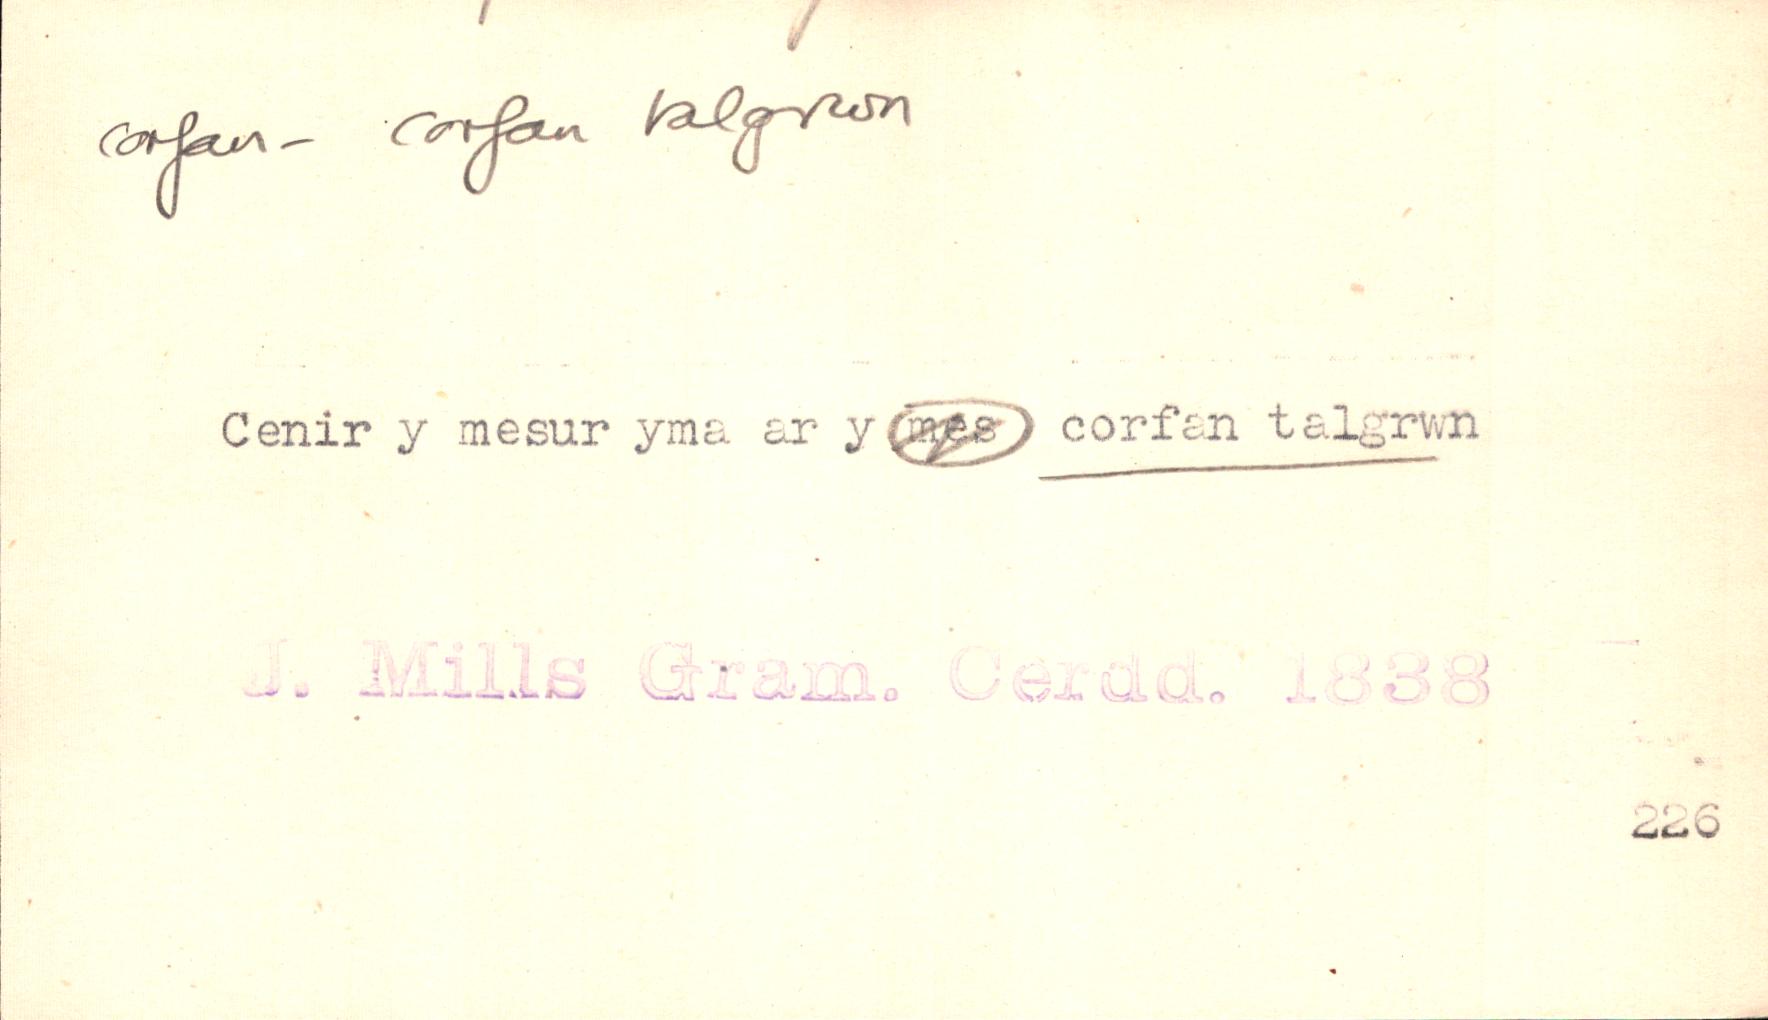 corfan- corfan talgrwn
Cenir y mesur yma ar y mes corfan talgrwn
J. Mills Gram. Cerdd. 1838
226